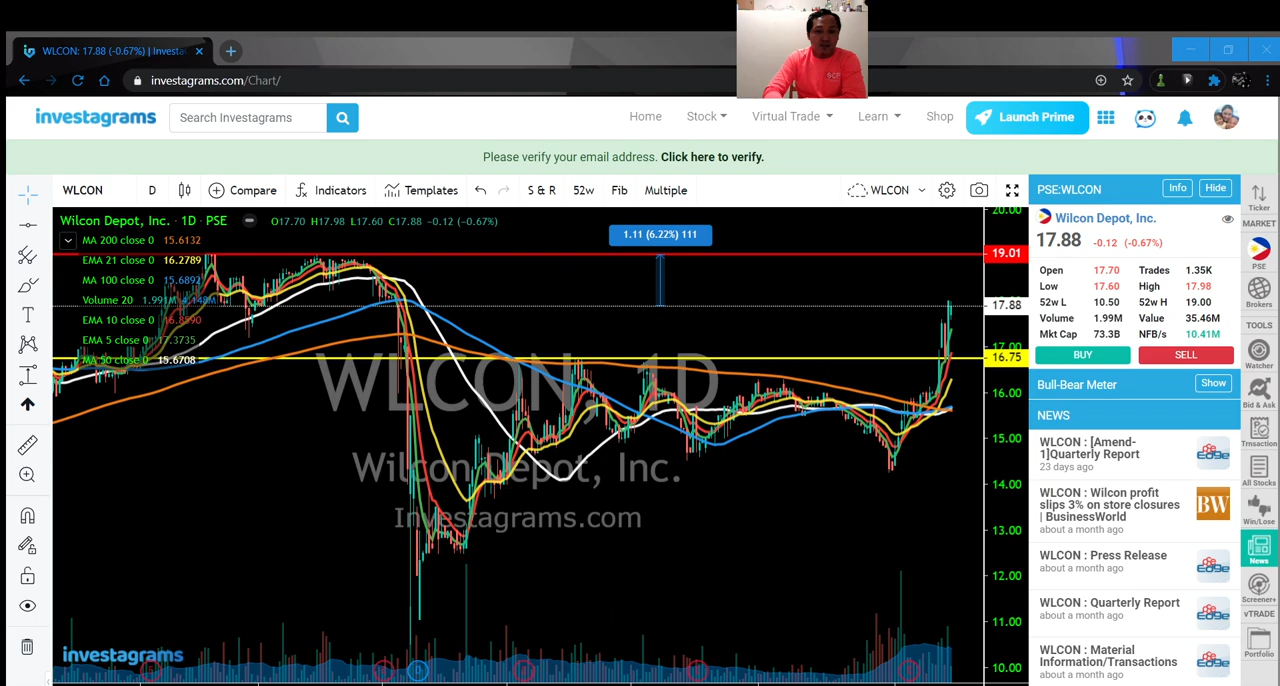 WLCON: 17.88 (-0.67%) | Investa
investagrams.com/Chart/
investagrams
Search Investagrams
Home Stock Virtual Trade Learn Shop Launch Prime
Please verify your email address. Click here to verify.
WLCON D Compare Indicators Templates S & R 52w Fib Multiple WLCON
Wilcon Depot, Inc. · 1D · PSE O17.70 H17.98 L17.60 C17.88 -0.12 (-0.67%)
MA 200 close 0 15.6132
EMA 21 close 0 16.2789
MA 100 close 0 15.6892
Volume 20 1.991M 4.148M
EMA 10 close 0 16.8590
EMA 5 close 0 17.3735
MA 50 close 0 15.6708
1.11 (6.22%) 111
WLCON, 1D
Wilcon Depot, Inc.
Investagrams.com
investagrams
20.00
19.01
17.88
17.00
16.75
16.00
15.00
14.00
13.00
12.00
11.00
10.00
PSE:WLCON Info Hide
Wilcon Depot, Inc.
17.88 -0.12 (-0.67%)
Open 17.70 Trades 1.35K
Low 17.60 High 17.98
52w L 10.50 52w H 19.00
Volume 1.99M Value 35.46M
Mkt Cap 73.3B NFB/s 10.41M
BUY SELL
Bull-Bear Meter Show
NEWS
WLCON : [Amend-
1]Quarterly Report
23 days ago
WLCON : Wilcon profit
slips 3% on store closures
| BusinessWorld
about a month ago
BW
WLCON : Press Release
about a month ago
WLCON : Quarterly Report
about a month ago
WLCON : Material
Information/Transactions
about a month ago
Ticker
MARKET
PSE
Brokers
TOOLS
Watcher
Bid & Ask
Trnsaction
All Stocks
Win/Lose
News
Screener+
vTRADE
Portfolio